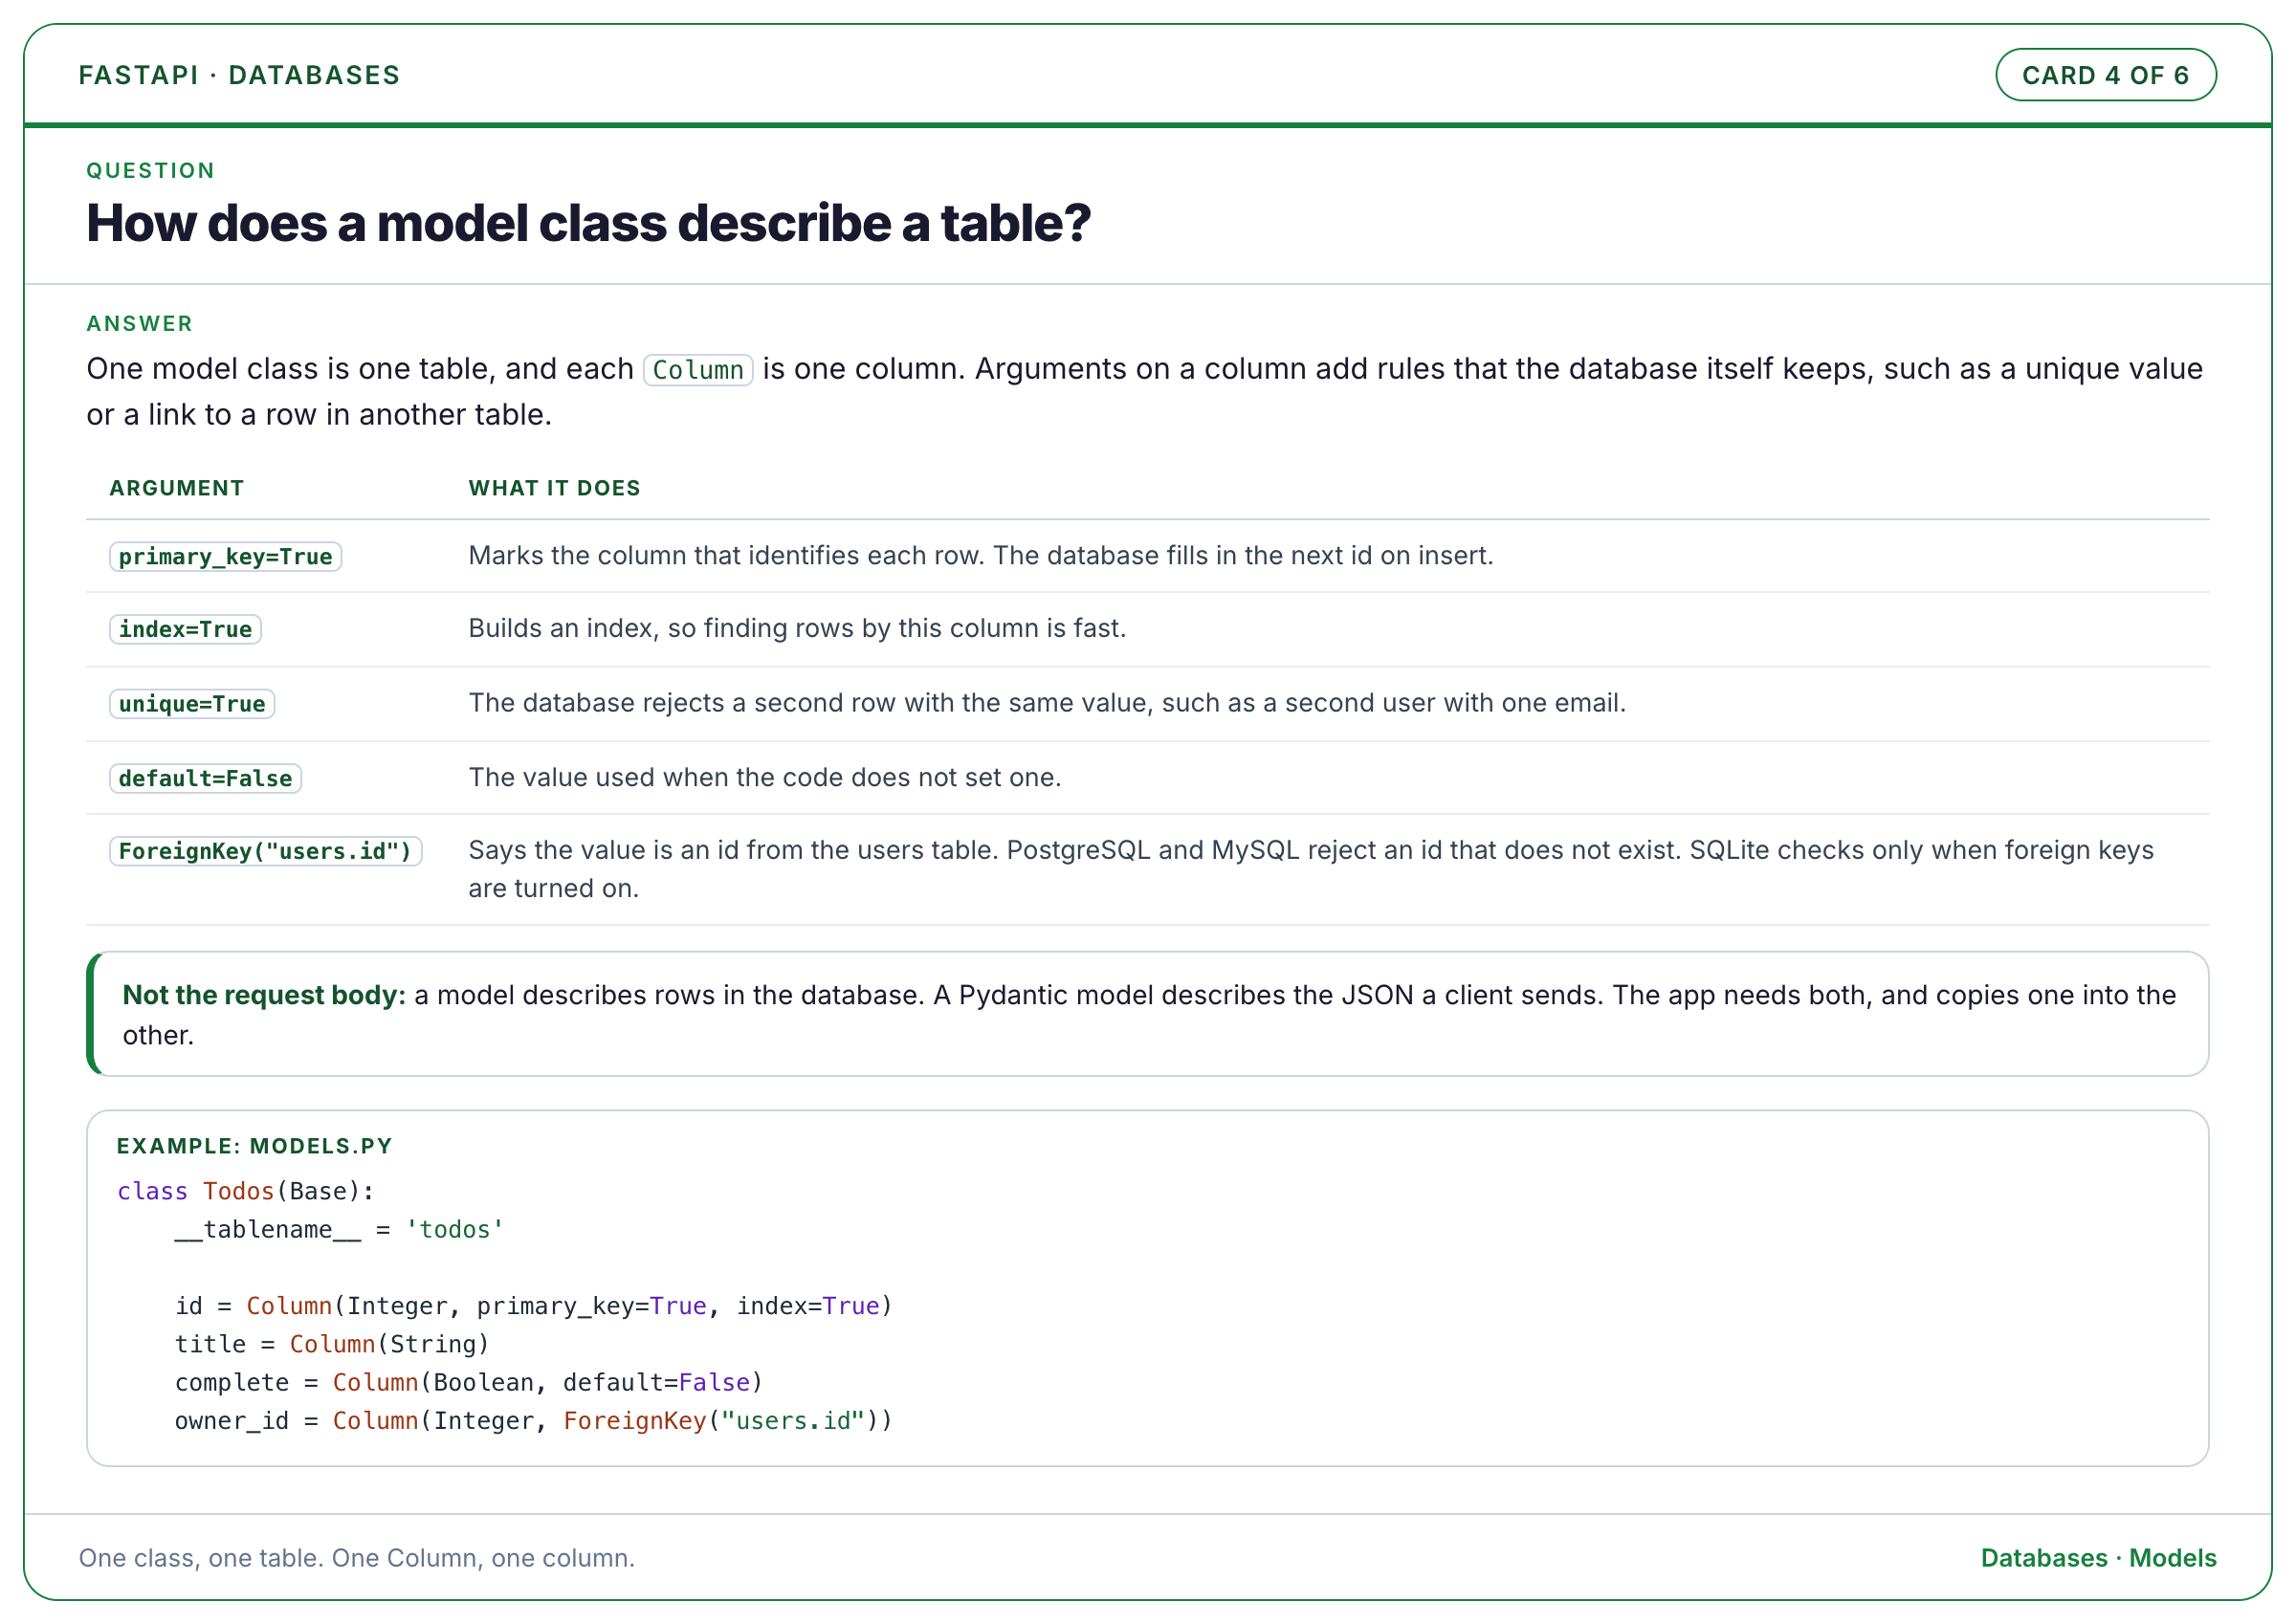 FASTAPI · DATABASES
CARD 4 OF 6
QUESTION
How does a model class describe a table?
ANSWER
One model class is one table, and each Column is one column. Arguments on a column add rules that the database itself keeps, such as a unique value
or a link to a row in another table.
ARGUMENT WHAT IT DOES
primary_key=True Marks the column that identifies each row. The database fills in the next id on insert.
index=True Builds an index, so finding rows by this column is fast.
unique=True The database rejects a second row with the same value, such as a second user with one email.
default=False The value used when the code does not set one.
ForeignKey("users.id") Says the value is an id from the users table. PostgreSQL and MySQL reject an id that does not exist. SQLite checks only when foreign keys
are turned on.
Not the request body: a model describes rows in the database. A Pydantic model describes the JSON a client sends. The app needs both, and copies one into the
other.
EXAMPLE: MODELS.PY
class Todos(Base):
    __tablename__ = 'todos'

    id = Column(Integer, primary_key=True, index=True)
    title = Column(String)
    complete = Column(Boolean, default=False)
    owner_id = Column(Integer, ForeignKey("users.id"))
One class, one table. One Column, one column.
Databases · Models